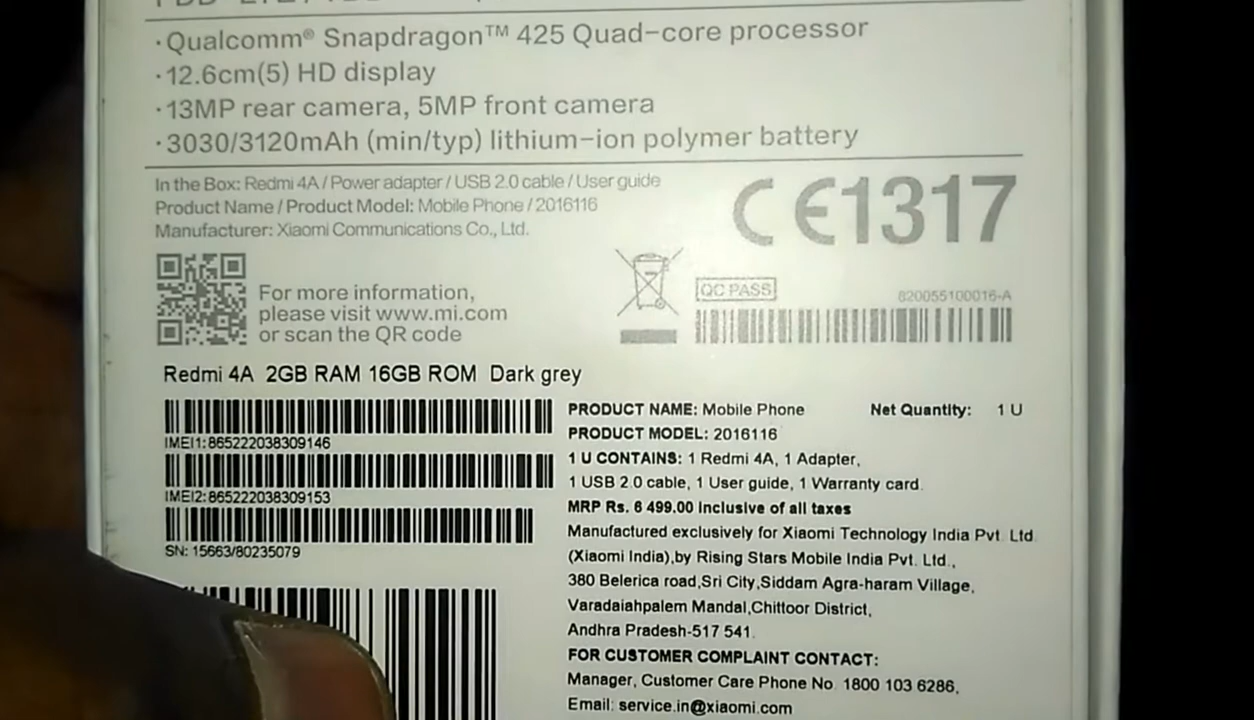 ·Qualcomm® Snapdragon™ 425 Quad-core processor
·12.6cm(5) HD display
·13MP rear camera, 5MP front camera
·3030/3120mAh (min/typ) lithium-ion polymer battery
In the Box: Redmi 4A / Power adapter / USB 2.0 cable / User guide
Product Name / Product Model: Mobile Phone / 2016116
Manufacturer: Xiaomi Communications Co., Ltd.
CE1317
For more information,
please visit www.mi.com
or scan the QR code
QC PASS
620055100016-A
Redmi 4A 2GB RAM 16GB ROM Dark grey
IMEI1:865222038309146
IMEI2:865222038309153
SN: 15663/80235079
PRODUCT NAME: Mobile Phone Net Quantity: 1 U
PRODUCT MODEL: 2016116
1 U CONTAINS: 1 Redmi 4A, 1 Adapter,
1 USB 2.0 cable, 1 User guide, 1 Warranty card.
MRP Rs. 6 499.00 Inclusive of all taxes
Manufactured exclusively for Xiaomi Technology India Pvt. Ltd
(Xiaomi India),by Rising Stars Mobile India Pvt. Ltd.,
380 Belerica road,Sri City,Siddam Agra-haram Village,
Varadaiahpalem Mandal,Chittoor District,
Andhra Pradesh-517 541.
FOR CUSTOMER COMPLAINT CONTACT:
Manager, Customer Care Phone No. 1800 103 6286,
Email: service.in@xiaomi.com